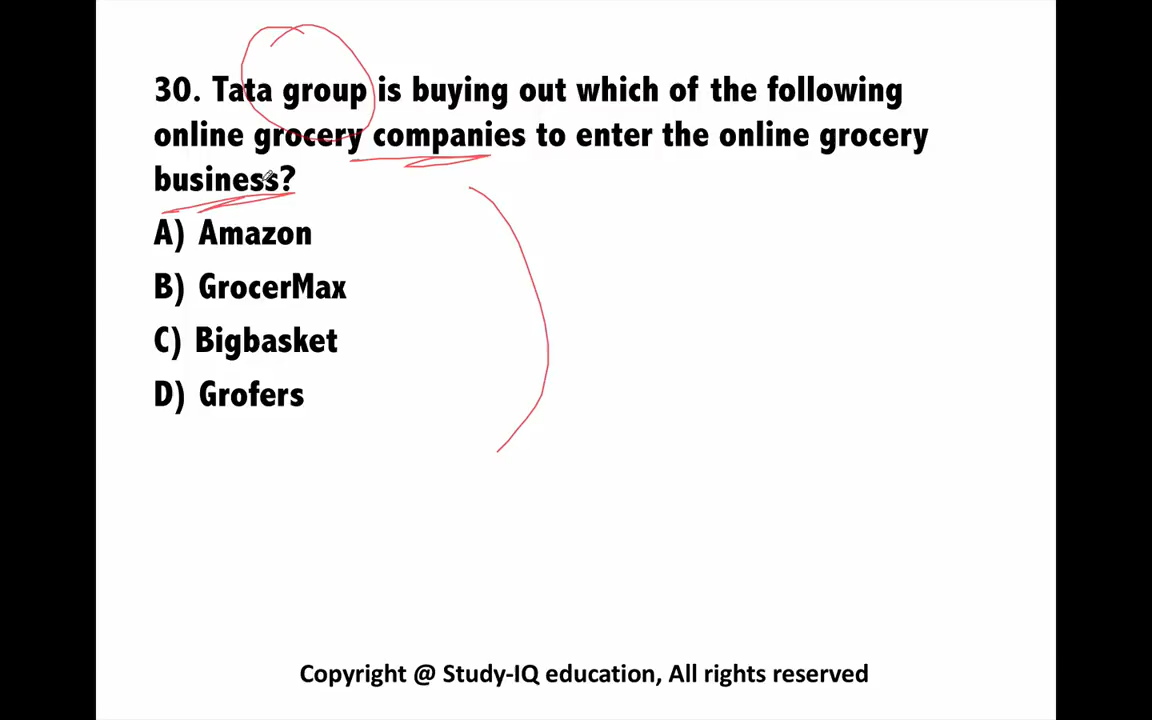 30. Tata group is buying out which of the following
online grocery companies to enter the online grocery
business?
A) Amazon
B) GrocerMax
C) Bigbasket
D) Grofers
Copyright @ Study-IQ education, All rights reserved